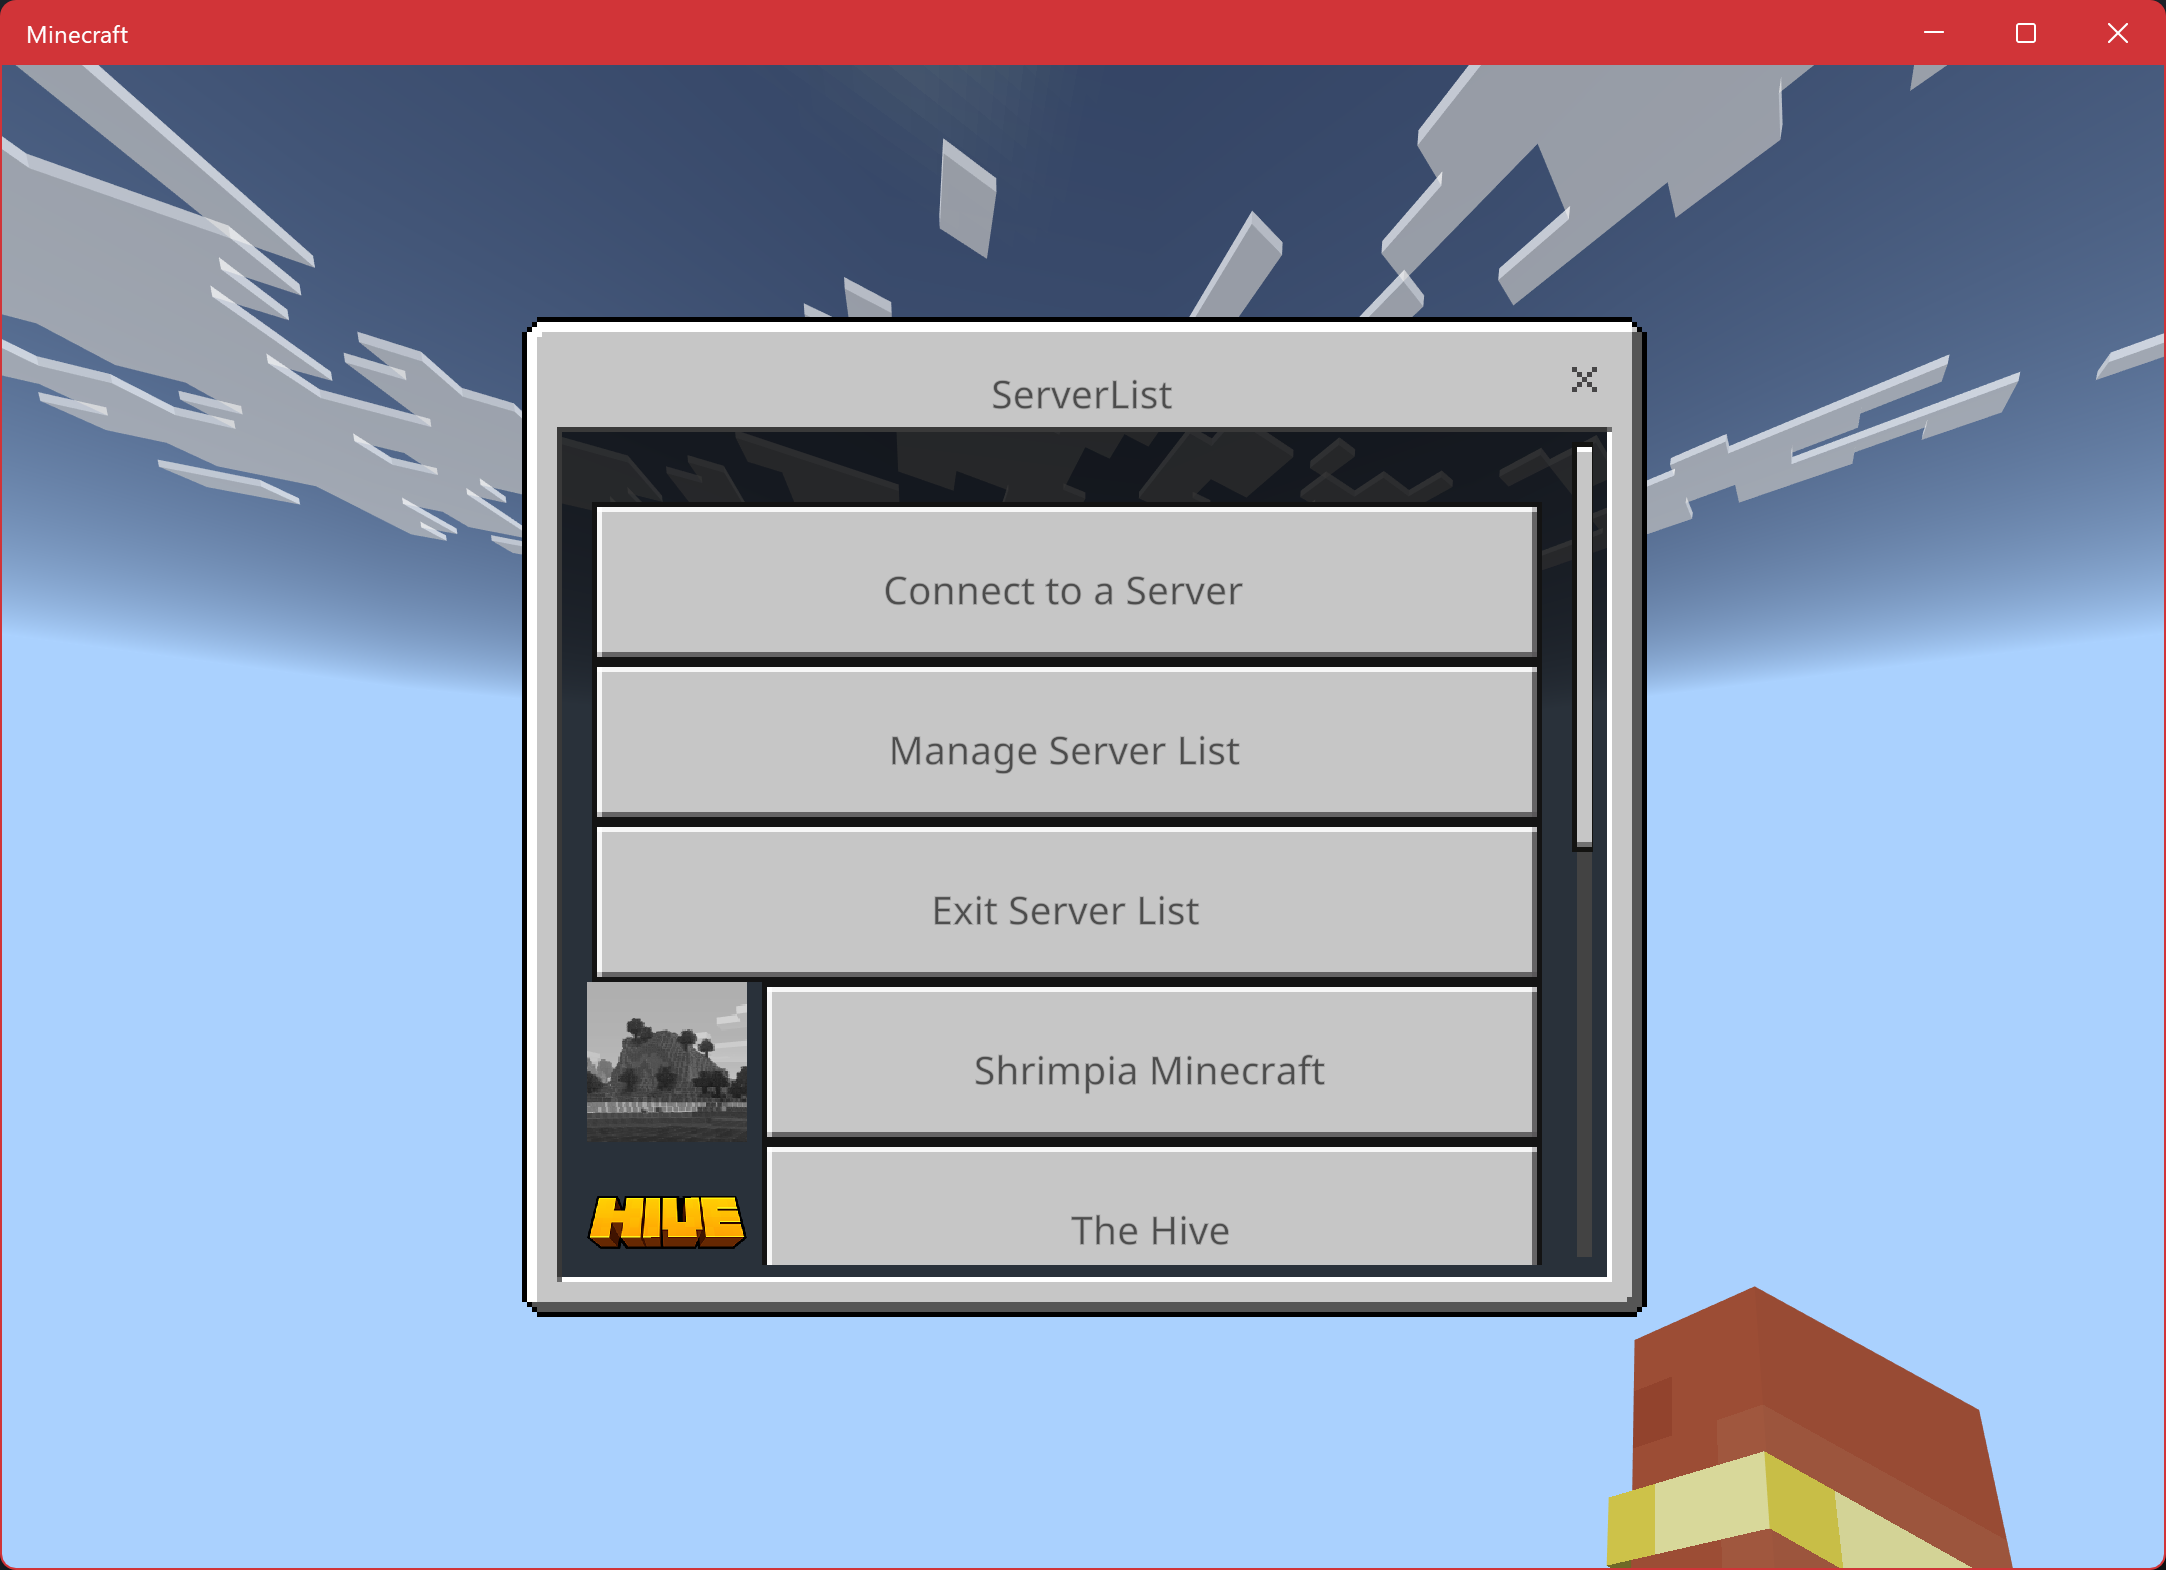 Minecraft
ServerList
Connect to a Server
Manage Server List
Exit Server List
Shrimpia Minecraft
HIVE
The Hive